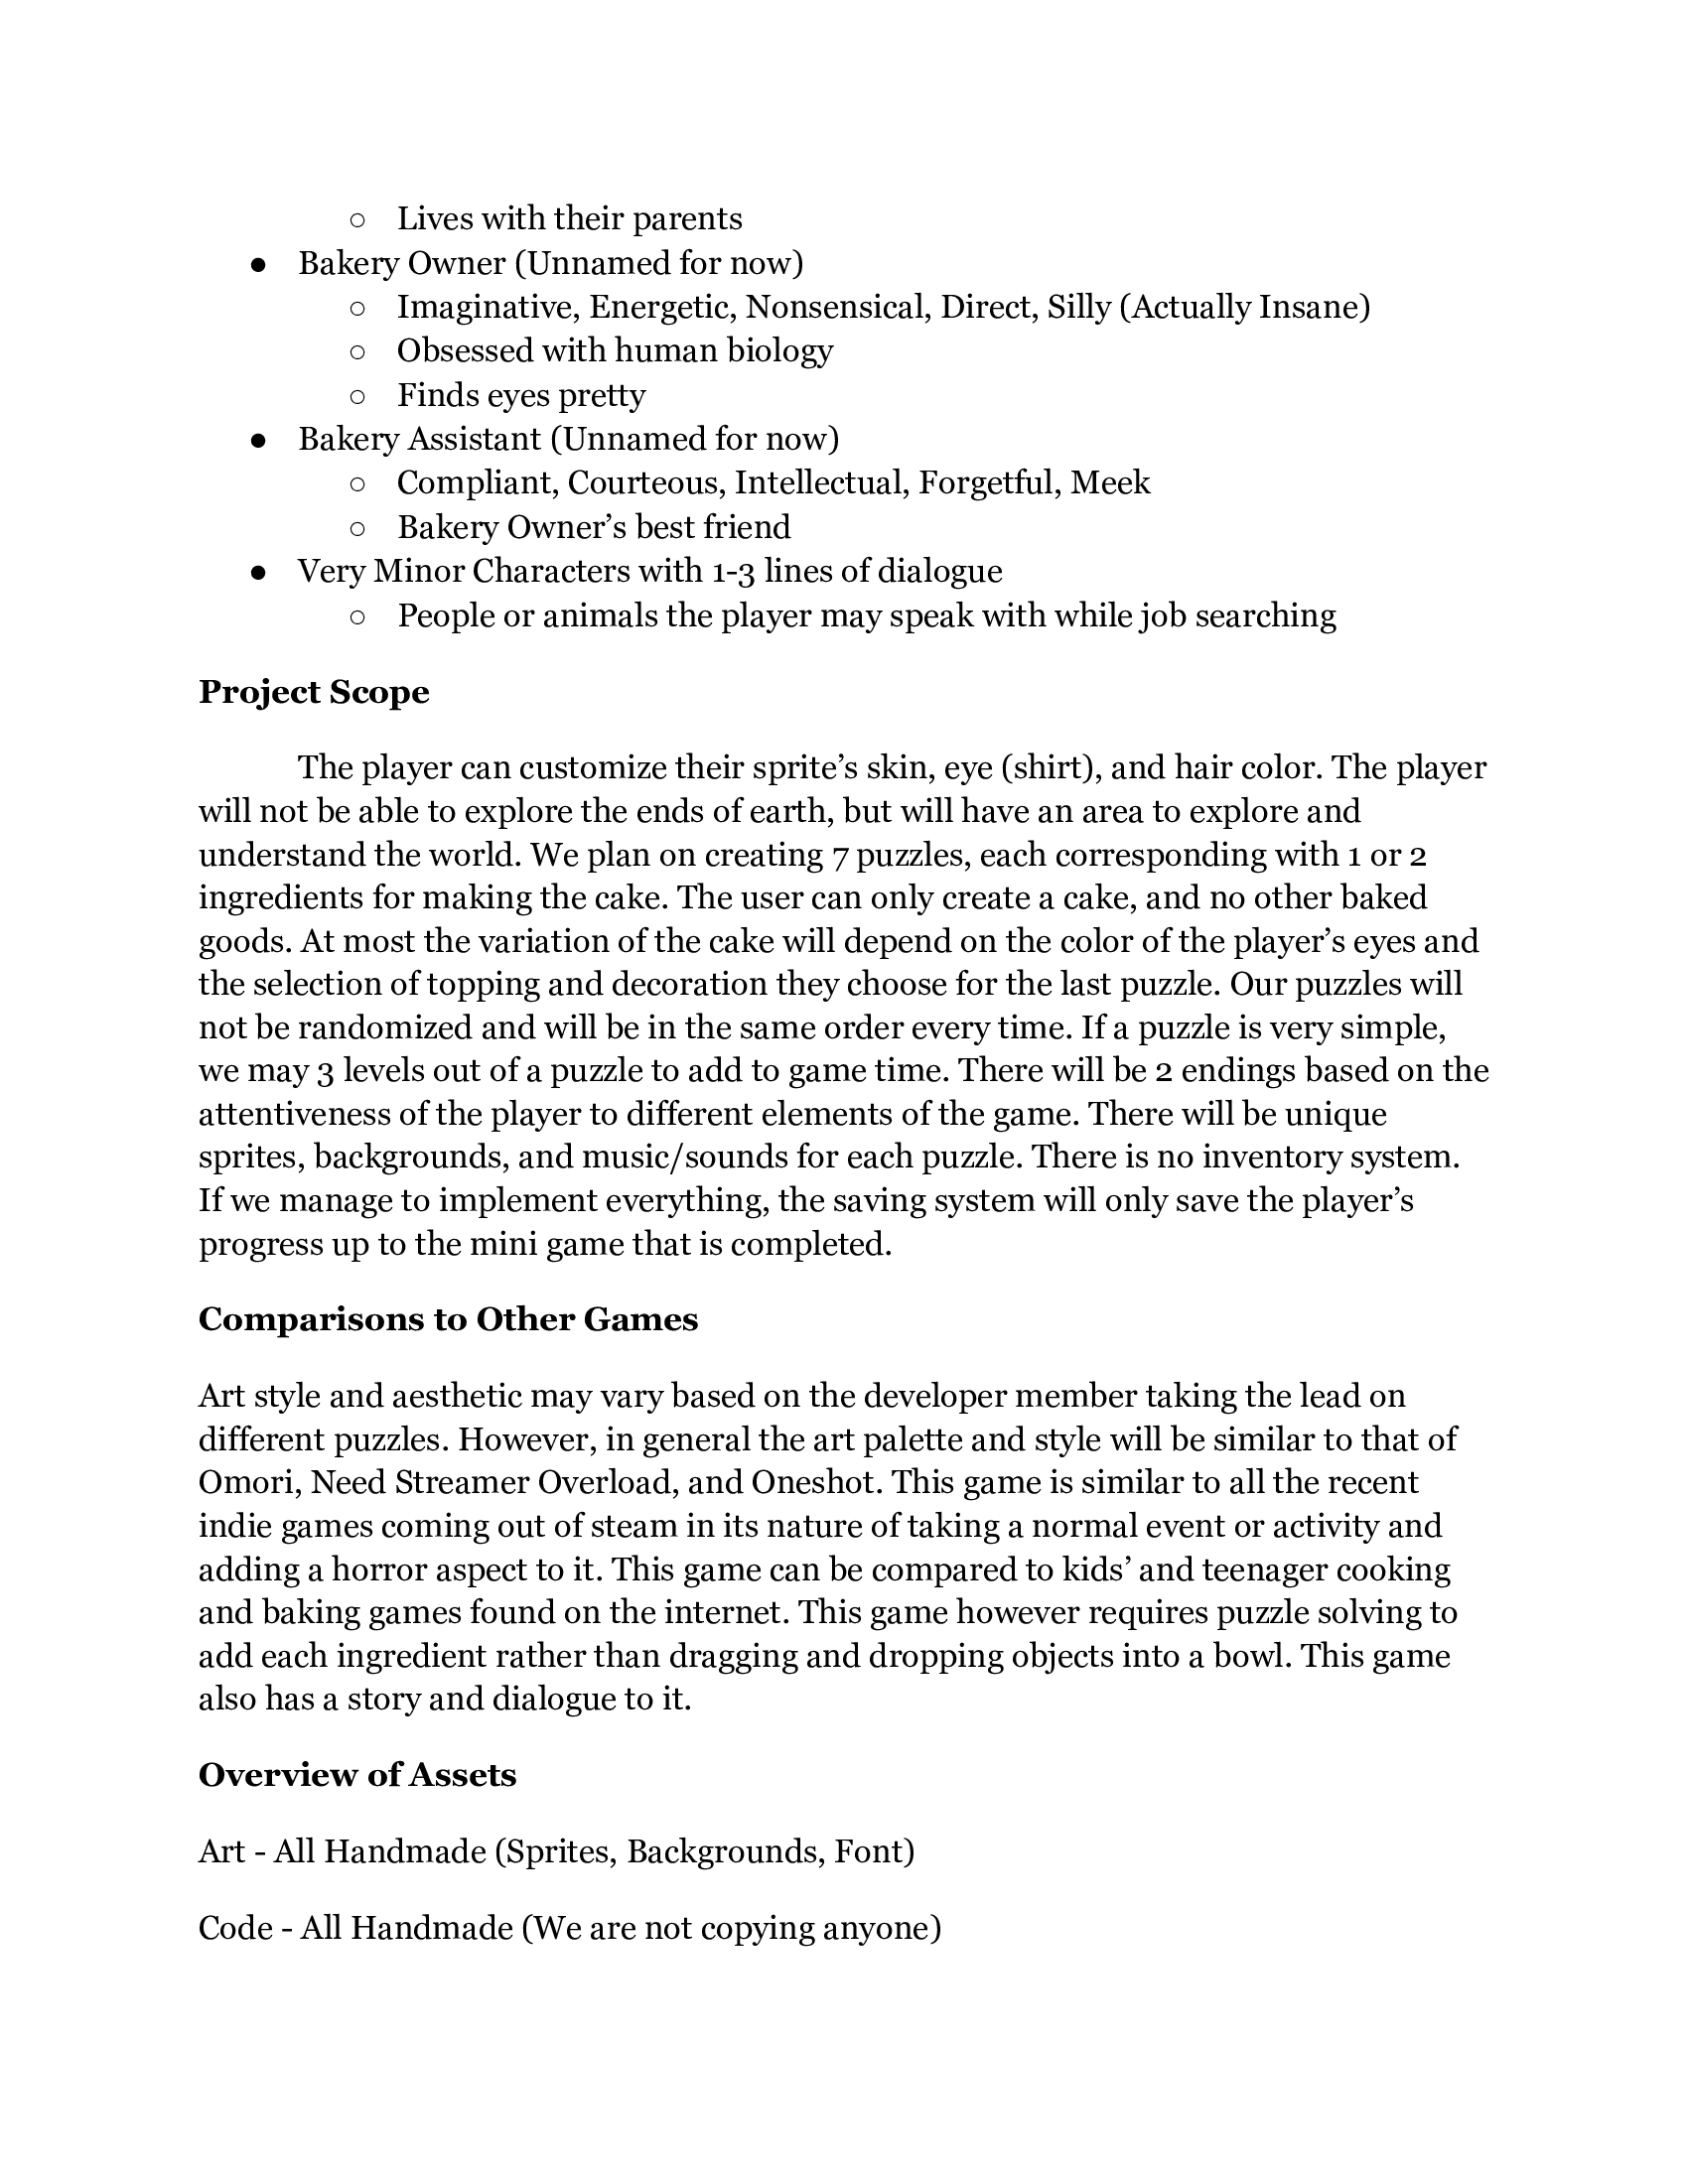 ○ Lives with their parents
● Bakery Owner (Unnamed for now)
○ Imaginative, Energetic, Nonsensical, Direct, Silly (Actually Insane)
○ Obsessed with human biology
○ Finds eyes pretty
● Bakery Assistant (Unnamed for now)
○ Compliant, Courteous, Intellectual, Forgetful, Meek
○ Bakery Owner’s best friend
● Very Minor Characters with 1-3 lines of dialogue
○ People or animals the player may speak with while job searching
Project Scope
The player can customize their sprite’s skin, eye (shirt), and hair color. The player
will not be able to explore the ends of earth, but will have an area to explore and
understand the world. We plan on creating 7 puzzles, each corresponding with 1 or 2
ingredients for making the cake. The user can only create a cake, and no other baked
goods. At most the variation of the cake will depend on the color of the player’s eyes and
the selection of topping and decoration they choose for the last puzzle. Our puzzles will
not be randomized and will be in the same order every time. If a puzzle is very simple,
we may 3 levels out of a puzzle to add to game time. There will be 2 endings based on the
attentiveness of the player to different elements of the game. There will be unique
sprites, backgrounds, and music/sounds for each puzzle. There is no inventory system.
If we manage to implement everything, the saving system will only save the player’s
progress up to the mini game that is completed.
Comparisons to Other Games
Art style and aesthetic may vary based on the developer member taking the lead on
different puzzles. However, in general the art palette and style will be similar to that of
Omori, Need Streamer Overload, and Oneshot. This game is similar to all the recent
indie games coming out of steam in its nature of taking a normal event or activity and
adding a horror aspect to it. This game can be compared to kids’ and teenager cooking
and baking games found on the internet. This game however requires puzzle solving to
add each ingredient rather than dragging and dropping objects into a bowl. This game
also has a story and dialogue to it.
Overview of Assets
Art - All Handmade (Sprites, Backgrounds, Font)
Code - All Handmade (We are not copying anyone)